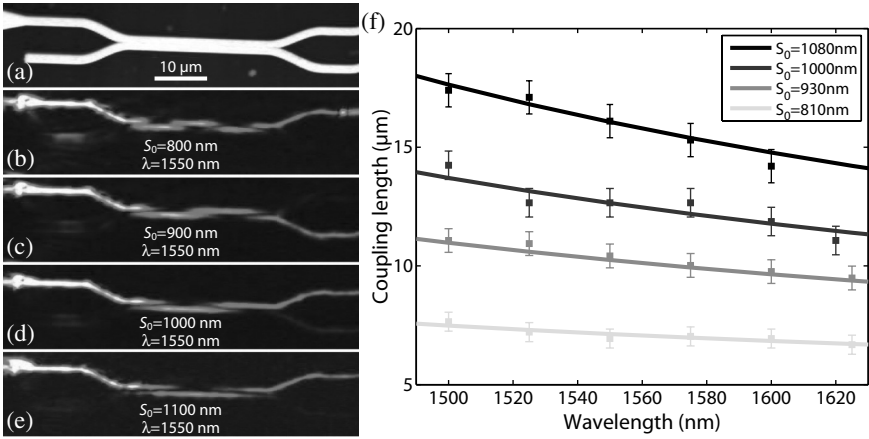 (a)
10 μm
(b)
S₀=800 nm
λ=1550 nm
(c)
S₀=900 nm
λ=1550 nm
(d)
S₀=1000 nm
λ=1550 nm
(e)
S₀=1100 nm
λ=1550 nm
(f)
20
15
10
5
Coupling length (μm)
1500
1520
1540
1560
1580
1600
1620
Wavelength (nm)
S₀=1080nm
S₀=1000nm
S₀=930nm
S₀=810nm